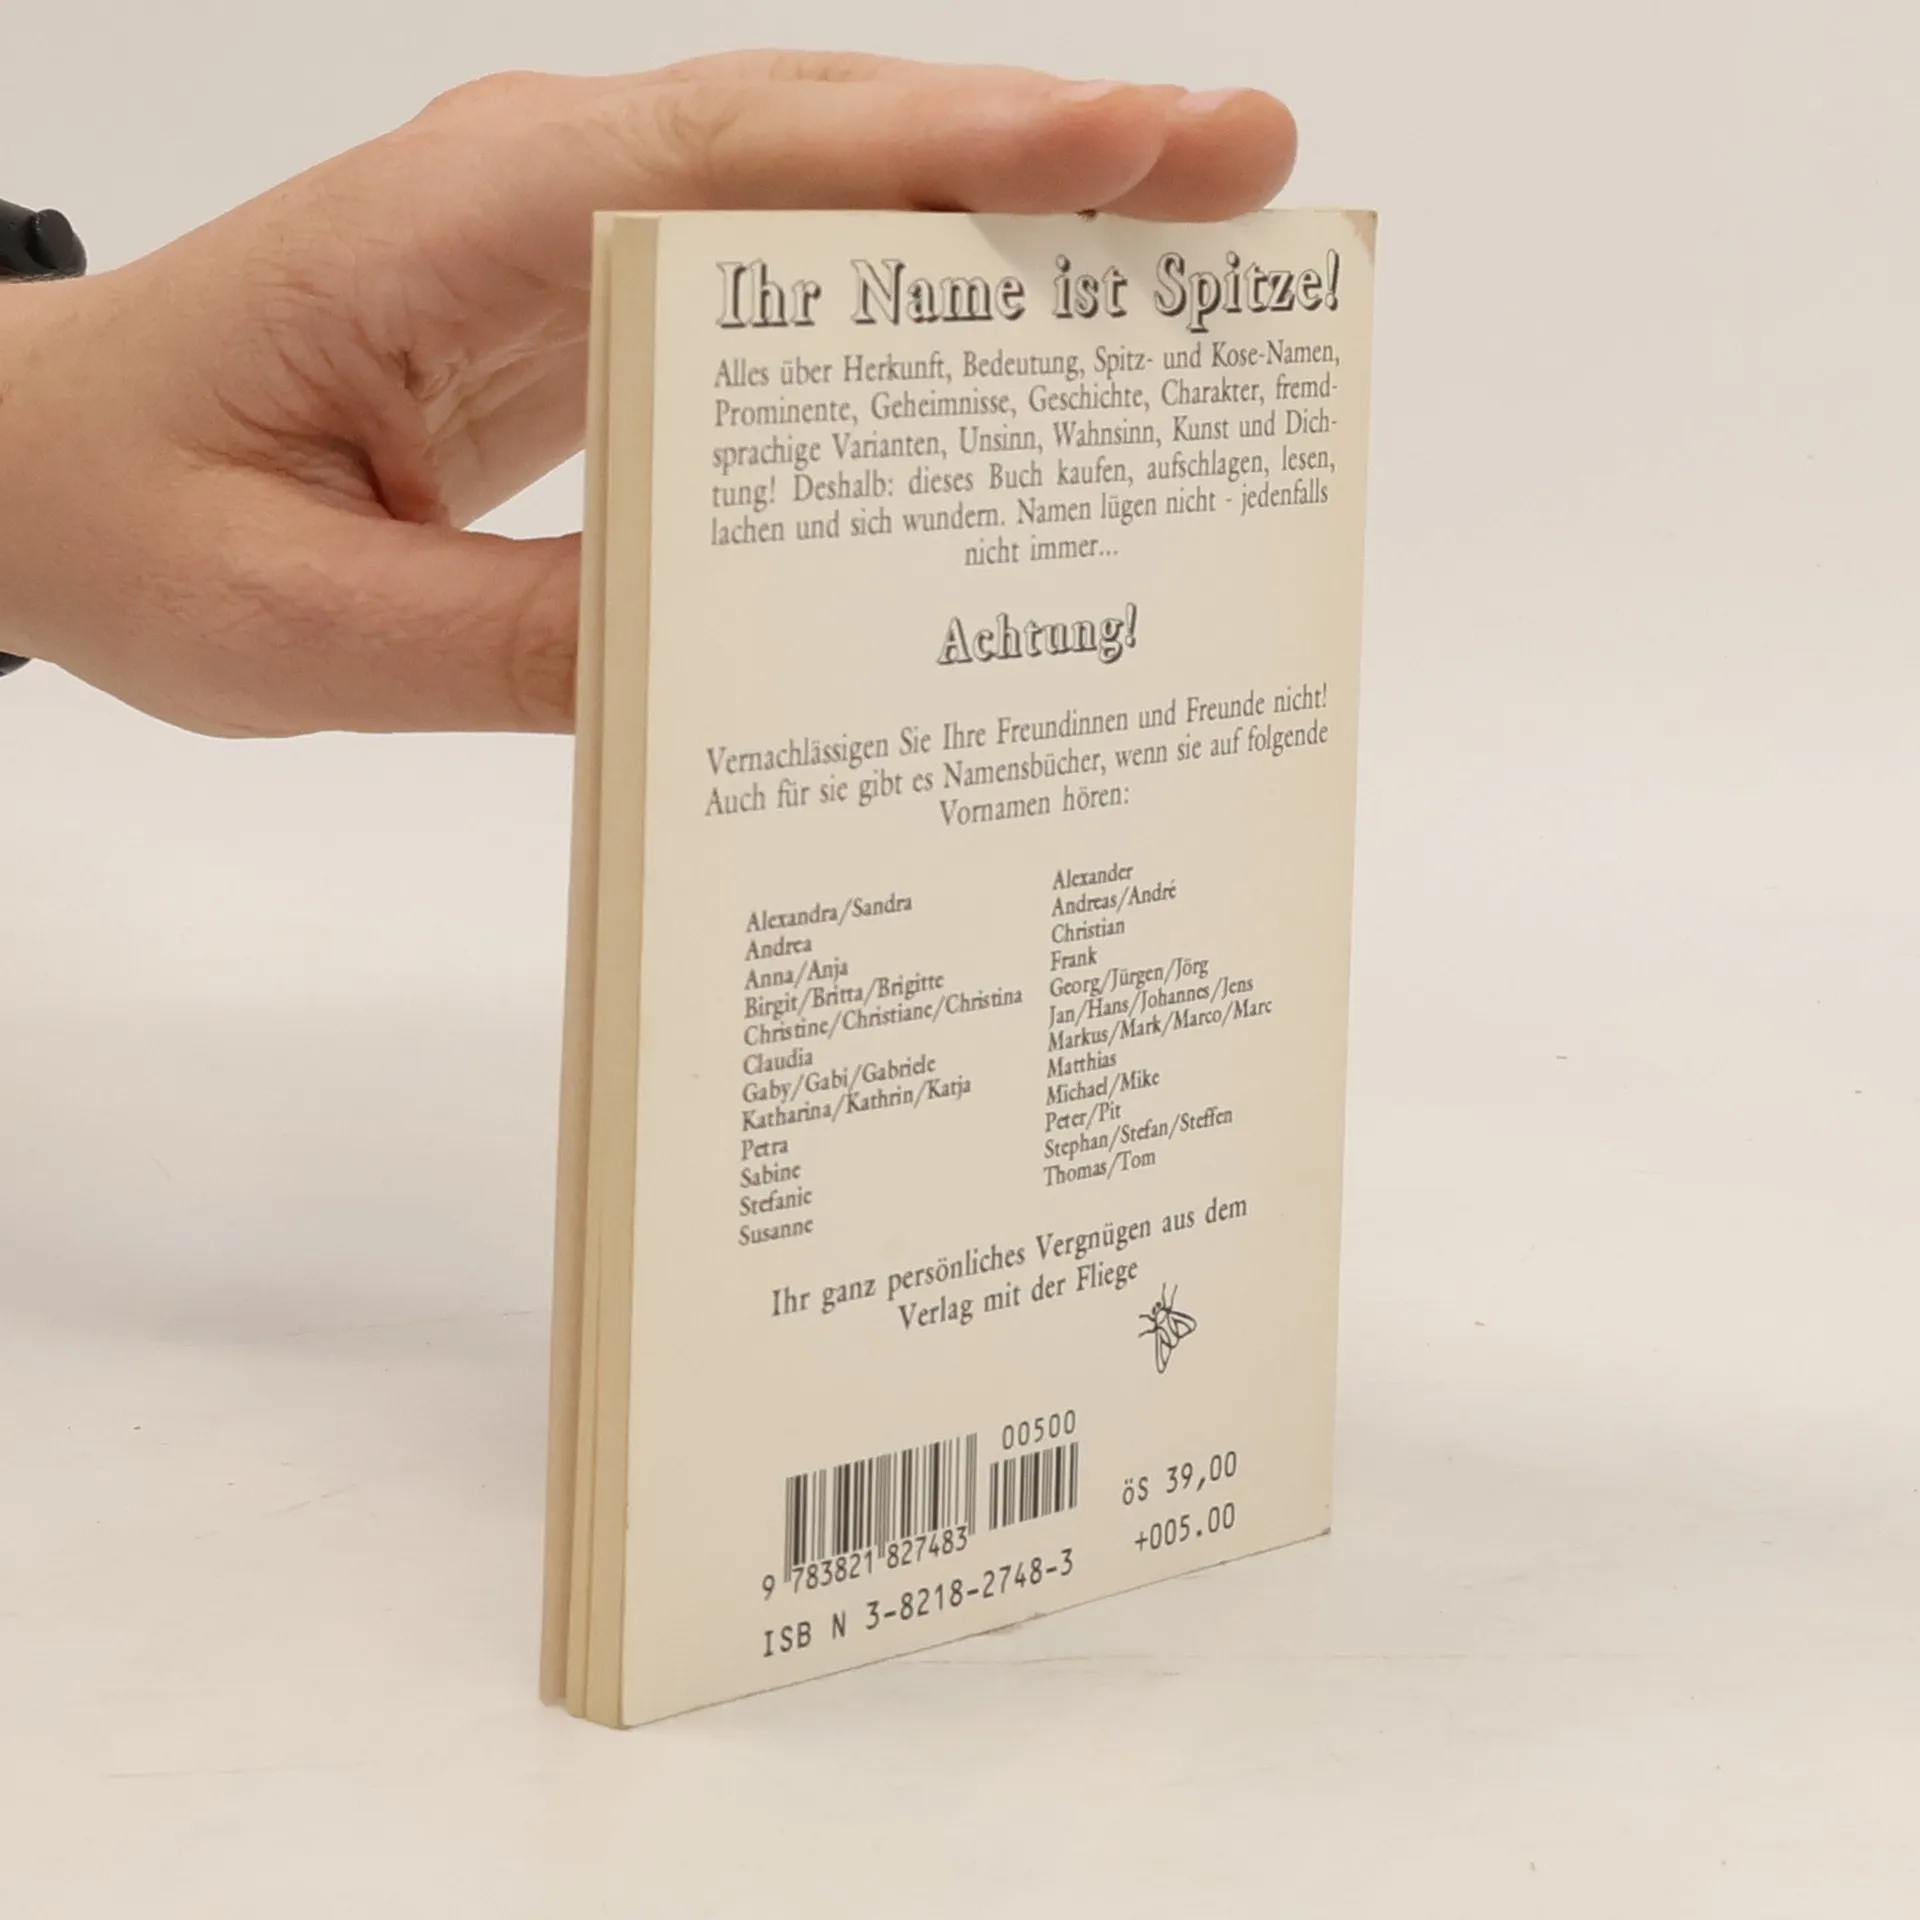 Ihr Name ist Spitze!
Alles über Herkunft, Bedeutung, Spitz- und Kose-Namen,
Prominente, Geheimnisse, Geschichte, Charakter, fremd-
sprachige Varianten, Unsinn, Wahnsinn, Kunst und Dich-
tung! Deshalb: dieses Buch kaufen, aufschlagen, lesen,
lachen und sich wundern. Namen lügen nicht - jedenfalls
nicht immer...
Achtung!
Vernachlässigen Sie Ihre Freundinnen und Freunde nicht!
Auch für sie gibt es Namensbücher, wenn sie auf folgende
Vornamen hören:
Alexandra/Sandra
Andrea
Anna/Anja
Birgit/Britta/Brigitte
Christine/Christiane/Christina
Claudia
Gaby/Gabi/Gabriele
Katharina/Kathrin/Katja
Petra
Sabine
Stefanie
Susanne
Alexander
Andreas/André
Christian
Frank
Georg/Jürgen/Jörg
Jan/Hans/Johannes/Jens
Markus/Mark/Marco/Marc
Matthias
Michael/Mike
Peter/Pit
Stephan/Stefan/Steffen
Thomas/Tom
Ihr ganz persönliches Vergnügen aus dem
Verlag mit der Fliege
00500
9 783821 827483
ISB N 3-8218-2748-3
öS 39,00
+005.00